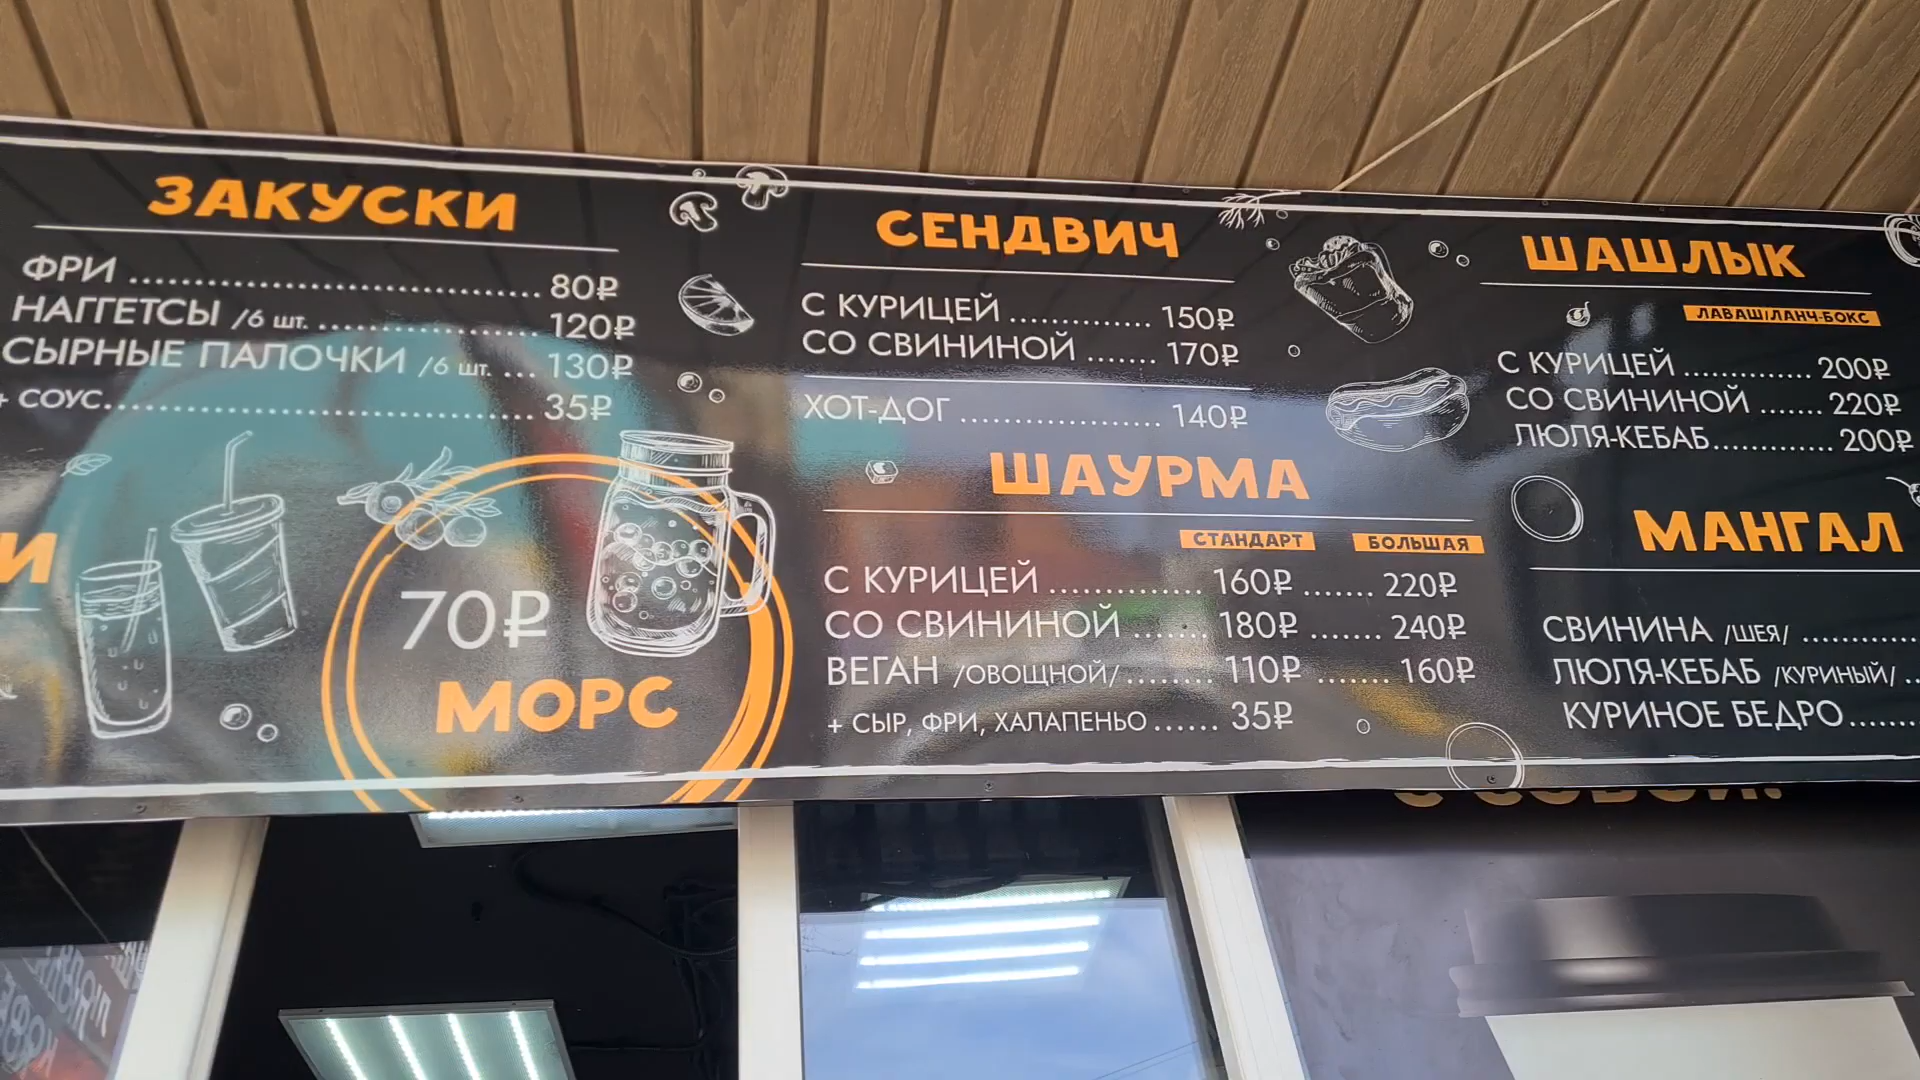 ЗАКУСКИ
ФРИ ........ 80₽
НАГГЕТСЫ /6 шт. ........ 120₽
СЫРНЫЕ ПАЛОЧКИ /6 шт. ... 130₽
+ СОУС........ 35₽
70₽
МОРС
СЕНДВИЧ
С КУРИЦЕЙ ........ 150₽
СО СВИНИНОЙ ....... 170₽
ХОТ-ДОГ ........ 140₽
ШАУРМА
СТАНДАРТ БОЛЬШАЯ
С КУРИЦЕЙ ........ 160₽ ....... 220₽
СО СВИНИНОЙ ....... 180₽ ....... 240₽
ВЕГАН /ОВОЩНОЙ/ ........ 110₽ ....... 160₽
+ СЫР, ФРИ, ХАЛАПЕНЬО ...... 35₽
ШАШЛЫК
ЛАВАШ/ЛАНЧ-БОКС
С КУРИЦЕЙ ........ 200₽
СО СВИНИНОЙ ...... 220₽
ЛЮЛЯ-КЕБАБ........ 200₽
МАНГАЛ
СВИНИНА /ШЕЯ/ ........
ЛЮЛЯ-КЕБАБ /КУРИНЫЙ/ ..
КУРИНОЕ БЕДРО.......